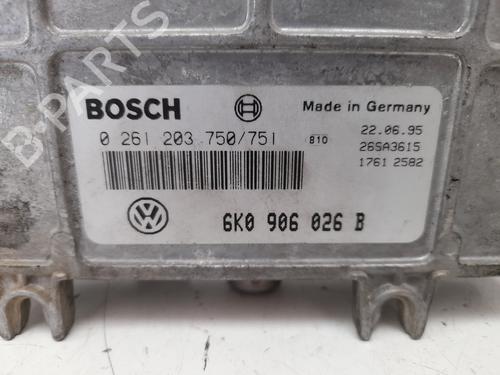 B-PARTS
BOSCH
Made in Germany
0 261 203 750/751
810
22.06.95
26SA3615
1761 2582
6K0 906 026 B